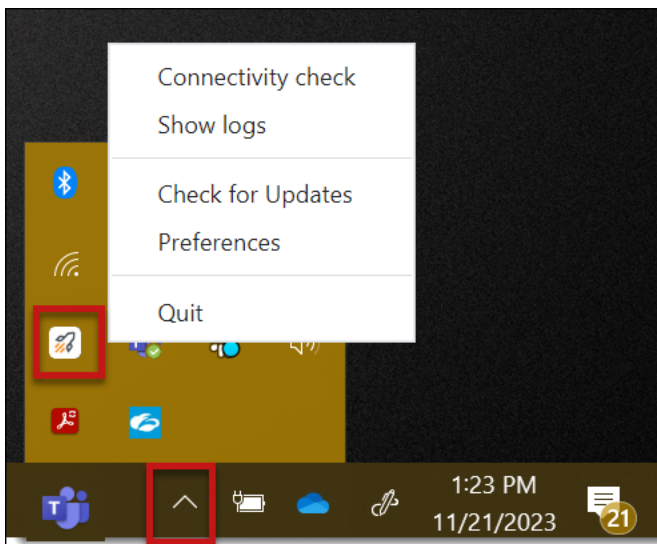 Connectivity check
Show logs
Check for Updates
Preferences
Quit
T
1:23 PM
11/21/2023
21